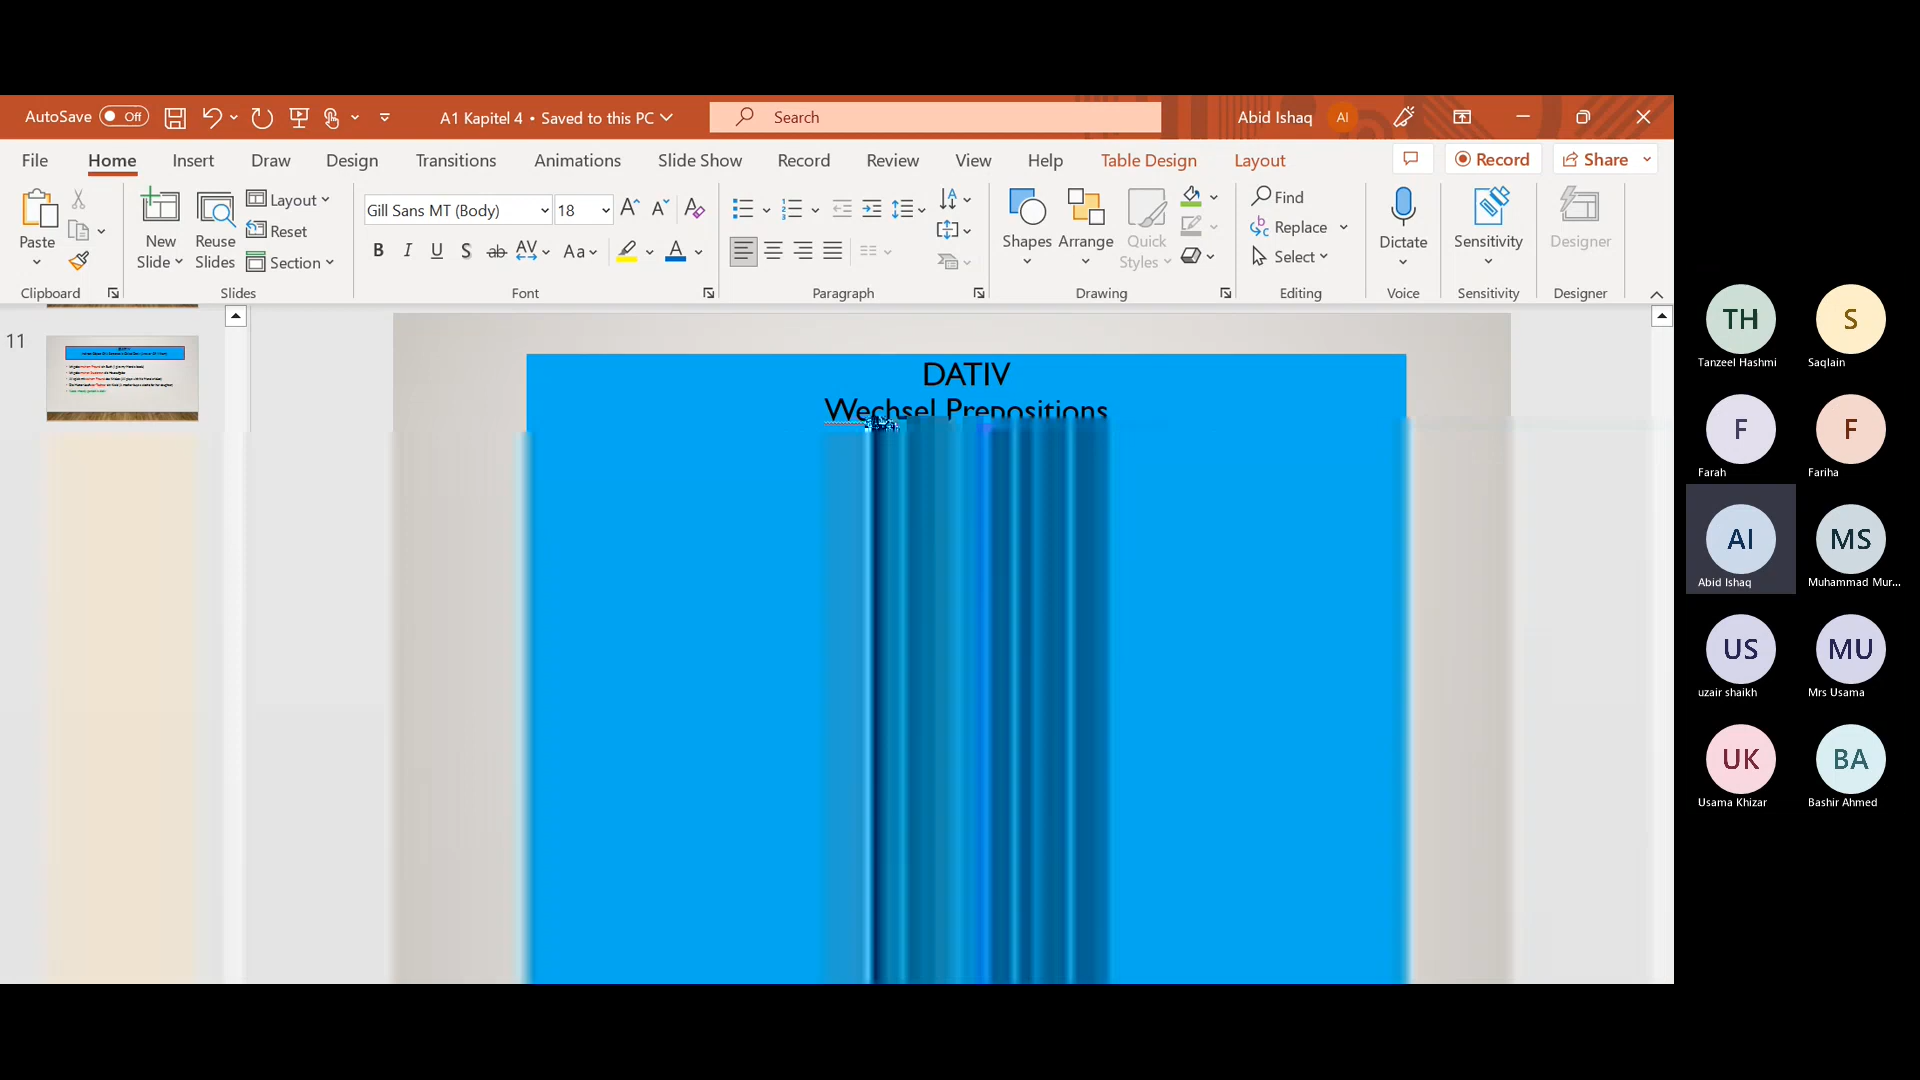 AutoSave Off A1 Kapitel 4 • Saved to this PC Search Abid Ishaq AI
File Home Insert Draw Design Transitions Animations Slide Show Record Review View Help Table Design Layout Record Share
Paste
New Slide
Reuse Slides
Layout
Reset
Section
Gill Sans MT (Body) 18
B I U S ab AV Aa A
Shapes Arrange Quick Styles
Find
Replace
Select
Dictate
Sensitivity
Designer
Clipboard Slides Font Paragraph Drawing Editing Voice Sensitivity Designer
11
DATIV
Wechsel Prepositions
TH
Tanzeel Hashmi
S
Saqlain
F
Farah
F
Fariha
AI
Abid Ishaq
MS
Muhammad Mur...
US
uzair shaikh
MU
Mrs Usama
UK
Usama Khizar
BA
Bashir Ahmed